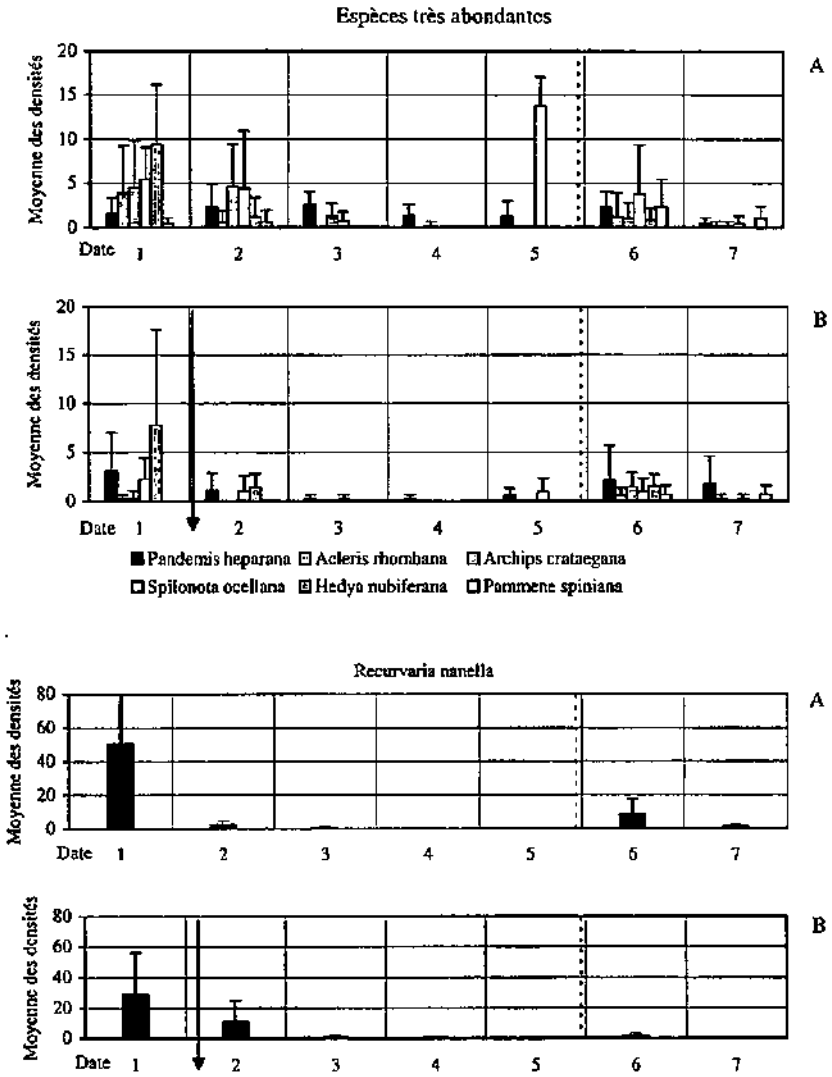 Espèces très abondantes
A
Moyenne des densités
20
15
10
5
0
Date 1 2 3 4 5 6 7
B
Moyenne des densités
20
15
10
5
0
Date 1 2 3 4 5 6 7
Pandemis heparana Acleris rhombana Archips crataegana
Spilonota ocellana Hedya nubiferana Pammene spiniana
Recurvaria nanella
A
Moyenne des densités
80
60
40
20
0
Date 1 2 3 4 5 6 7
B
Moyenne des densités
80
60
40
20
0
Date 1 2 3 4 5 6 7